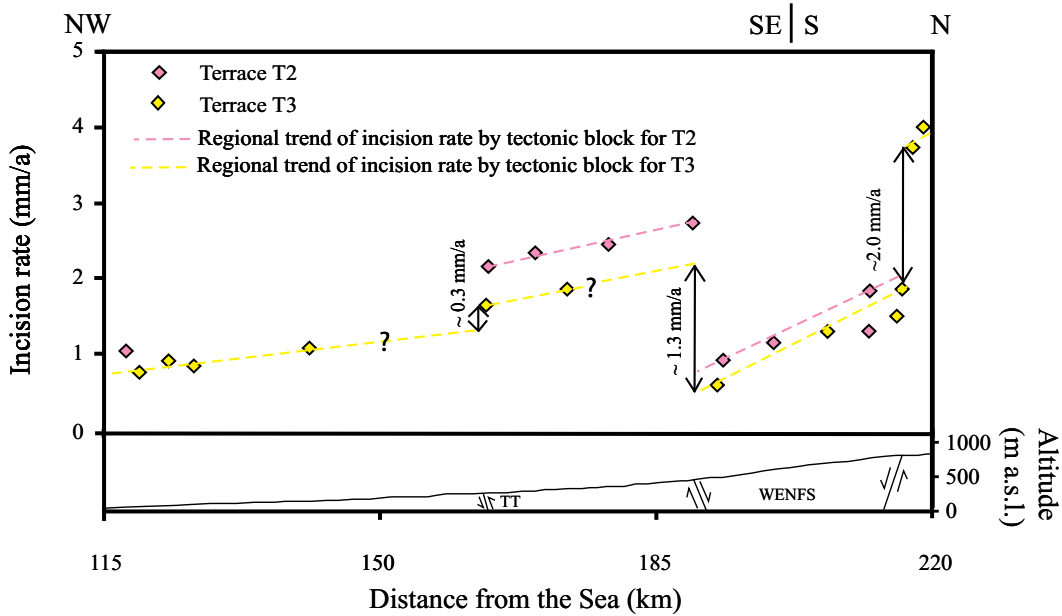 NW
SE | S
N
5
4
3
2
1
0
Incision rate (mm/a)
Terrace T2
Terrace T3
Regional trend of incision rate by tectonic block for T2
Regional trend of incision rate by tectonic block for T3
~ 0.3 mm/a
?
?
~ 1.3 mm/a
~2.0 mm/a
1000
500
0
Altitude
(m a.s.l.)
TT
WENFS
115
150
185
220
Distance from the Sea (km)